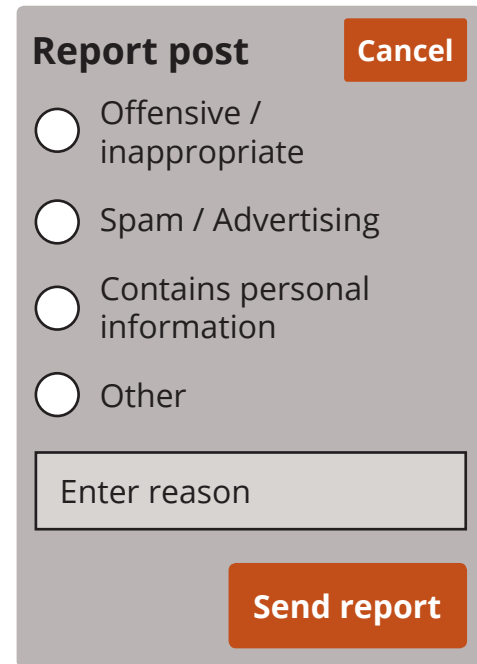 Report post
Cancel
Offensive /
inappropriate
Spam / Advertising
Contains personal
information
Other
Enter reason
Send report